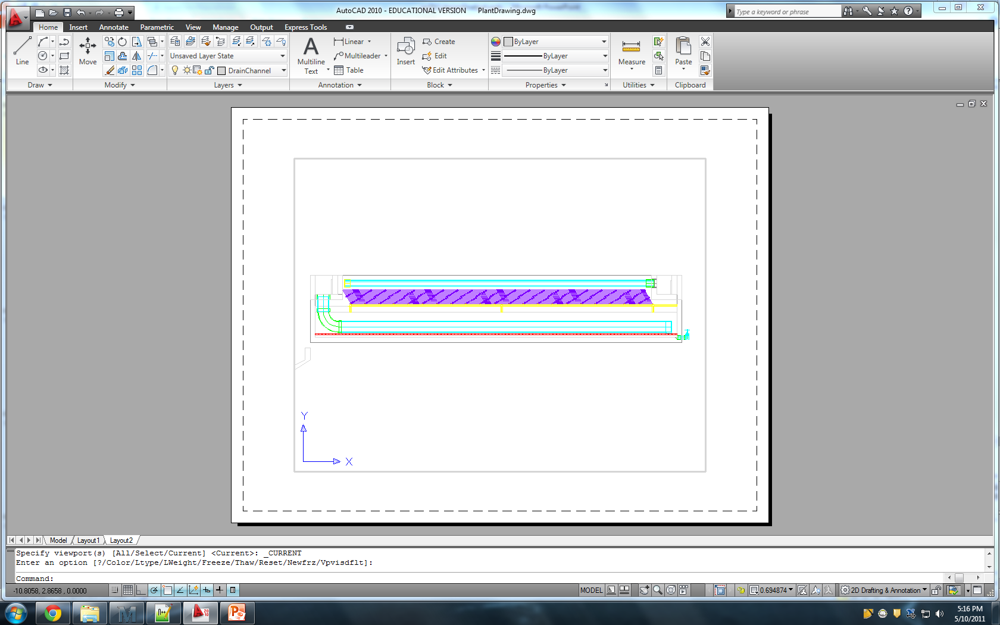 AutoCAD 2010 - EDUCATIONAL VERSION PlantDrawing.dwg
Type a keyword or phrase
Home Insert Annotate Parametric View Manage Output Express Tools
Line
Move
Unsaved Layer State
DrainChannel
A
Multiline
Text
Linear
Multileader
Table
Insert
Create
Edit
Edit Attributes
ByLayer
ByLayer
ByLayer
Measure
Paste
Draw Modify Layers Annotation Block Properties Utilities Clipboard
Y
X
Model Layout1 Layout2
Specify viewport(s) [All/Select/Current] <Current>: _CURRENT
Enter an option [?/Color/Ltype/LWeight/Freeze/Thaw/Reset/Newfrz/Vpvisdflt]:
Command:
-10.8058, 2.8658 , 0.0000
MODEL
0.694874
2D Drafting & Annotation
5:16 PM
5/10/2011